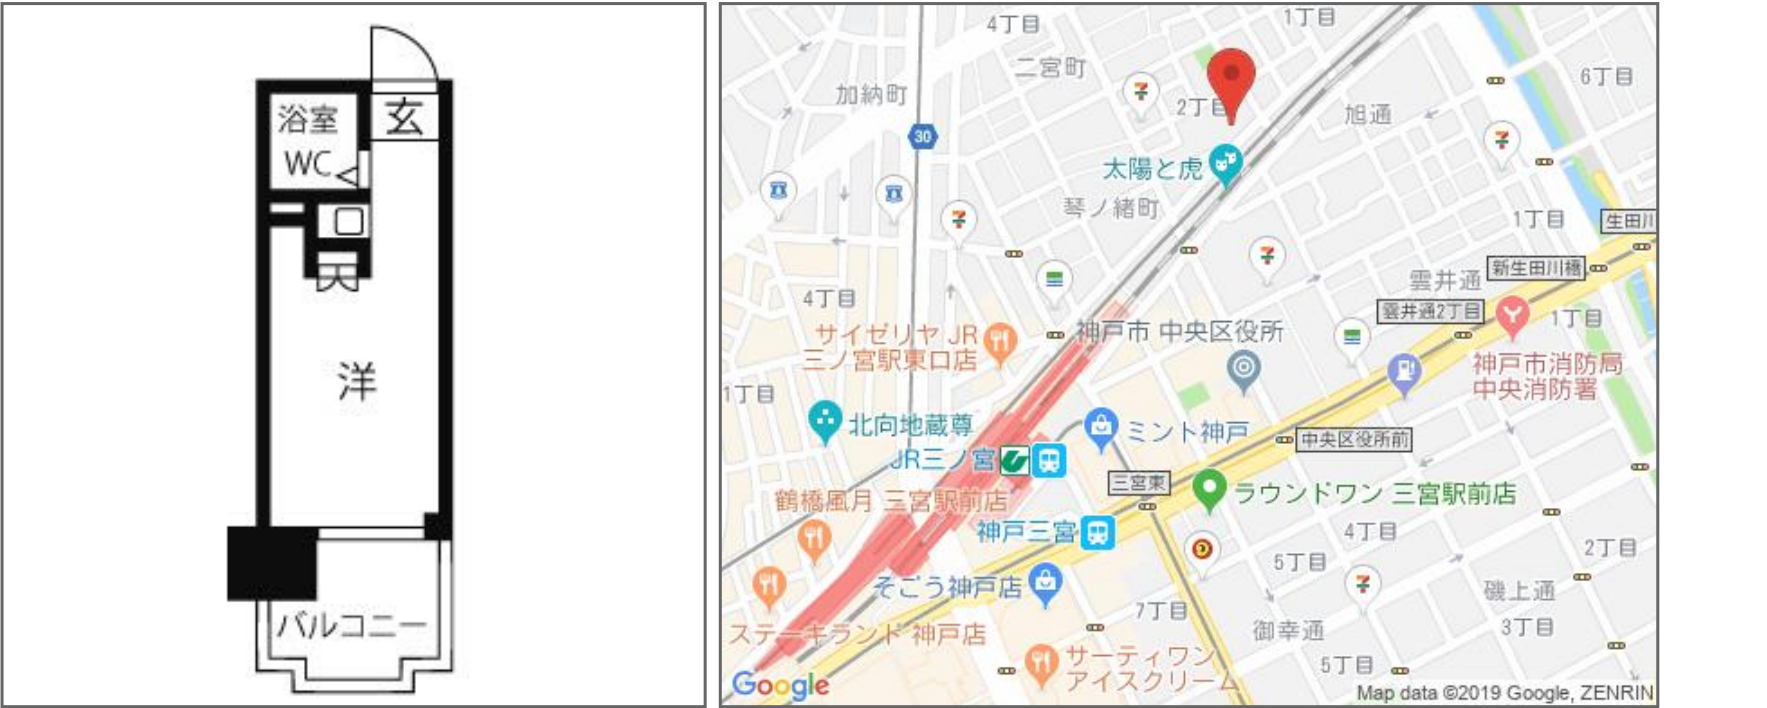 浴室
WC
玄
洋
バルコニー
4丁目
1丁目
二宮町
6丁目
加納町
2丁目
旭通
30
太陽と虎
琴ノ緒町
1丁目
生田川
新生田川橋
雲井通
4丁目
雲井通2丁目
1丁目
サイゼリヤ JR
三ノ宮駅東口店
神戸市 中央区役所
神戸市消防局
中央消防署
1丁目
北向地蔵尊
ミント神戸
中央区役所前
JR三ノ宮
三宮東
鶴橋風月 三宮駅前店
ラウンドワン 三宮駅前店
神戸三宮
4丁目
2丁目
5丁目
そごう神戸店
磯上通
7丁目
御幸通
3丁目
ステーキランド 神戸店
サーティワン
アイスクリーム
5丁目
Google
Map data ©2019 Google, ZENRIN